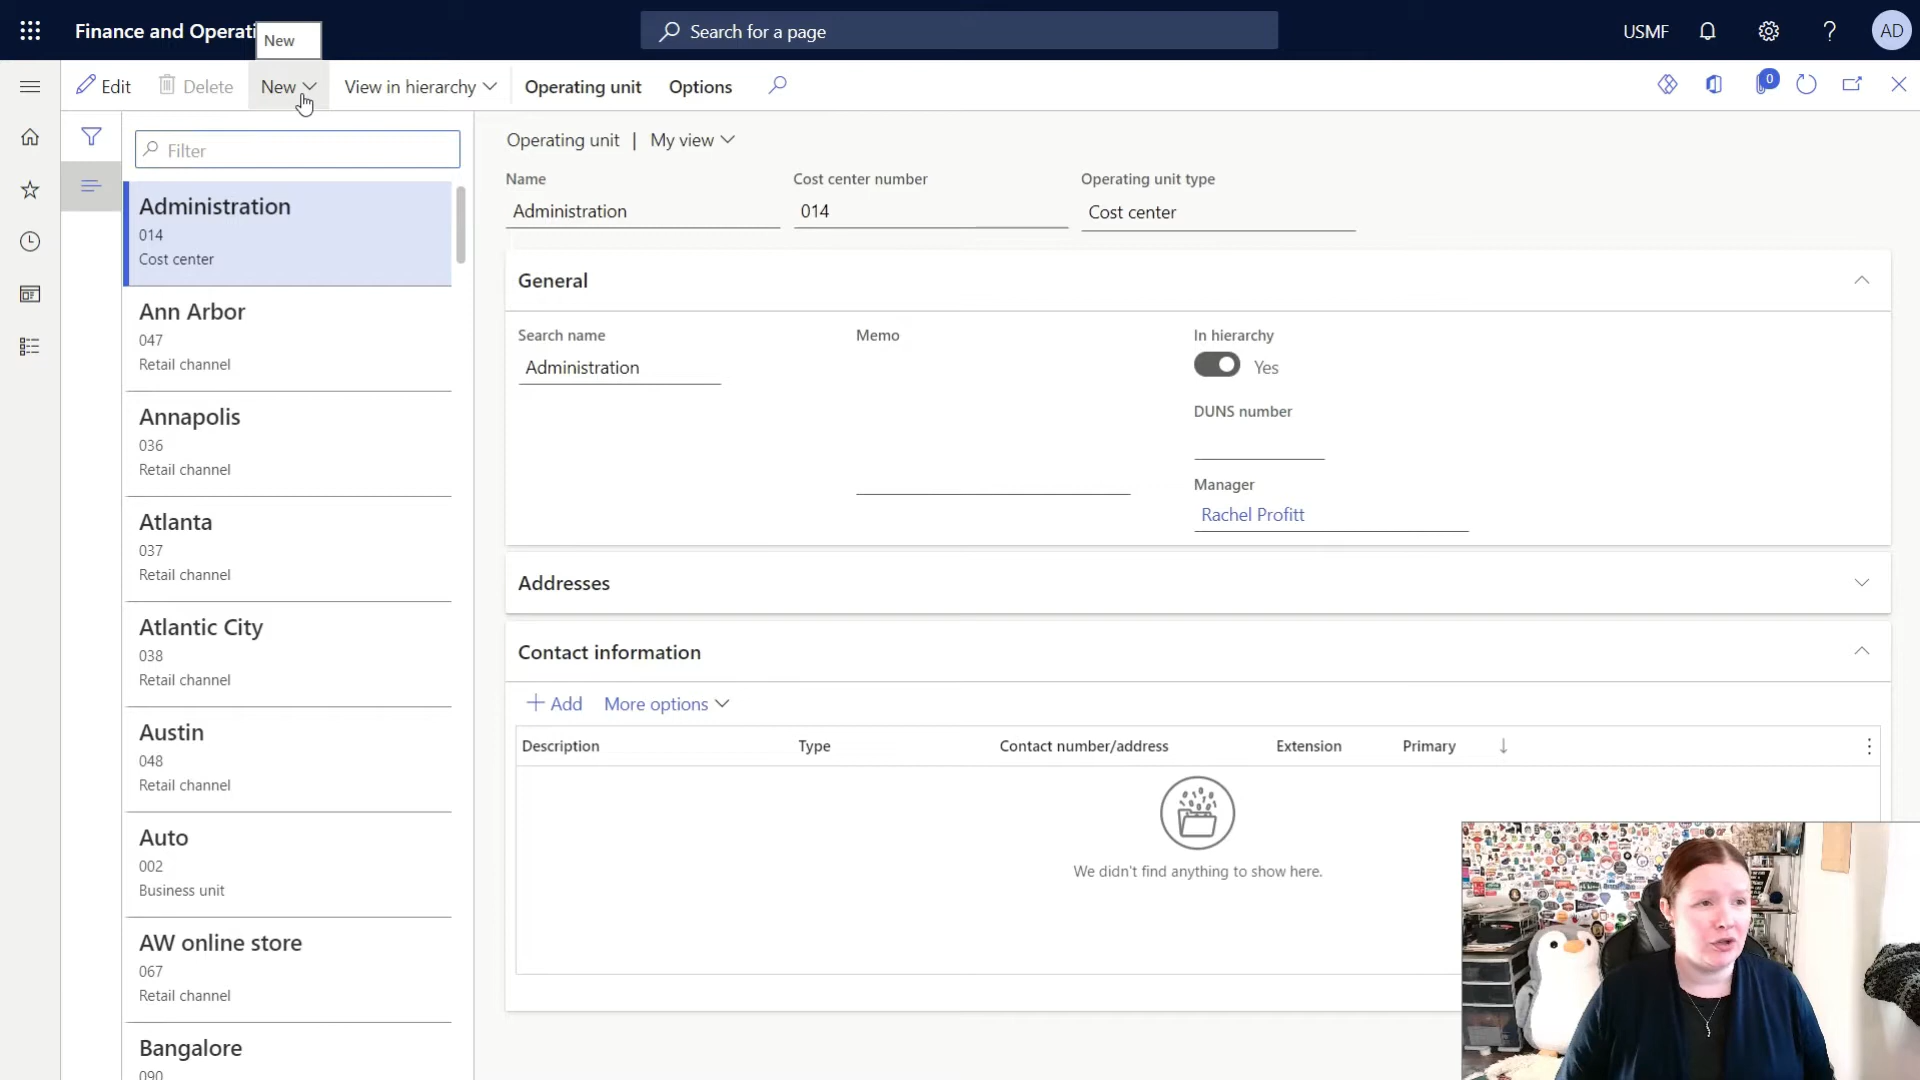 Finance and Operati
New
Search for a page
USMF
AD
Edit
Delete
New
View in hierarchy
Operating unit
Options
0
Filter
Administration
014
Cost center
Ann Arbor
047
Retail channel
Annapolis
036
Retail channel
Atlanta
037
Retail channel
Atlantic City
038
Retail channel
Austin
048
Retail channel
Auto
002
Business unit
AW online store
067
Retail channel
Bangalore
090
Operating unit | My view
Name
Cost center number
Operating unit type
Administration
014
Cost center
General
Search name
Memo
In hierarchy
Administration
Yes
DUNS number
Manager
Rachel Profitt
Addresses
Contact information
Add
More options
Description
Type
Contact number/address
Extension
Primary
We didn't find anything to show here.